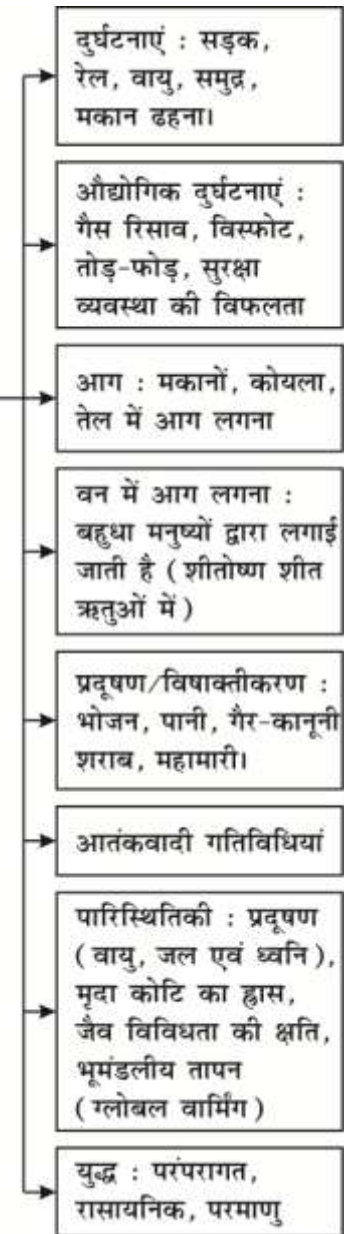 दुर्घटनाएं : सड़क,
रेल, वायु, समुद्र,
मकान ढहना।
औद्योगिक दुर्घटनाएं :
गैस रिसाव, विस्फोट,
तोड़-फोड़, सुरक्षा
व्यवस्था की विफलता
आग : मकानों, कोयला,
तेल में आग लगना
वन में आग लगना :
बहुधा मनुष्यों द्वारा लगाई
जाती है (शीतोष्ण शीत
ऋतुओं में)
प्रदूषण/विषाक्तीकरण :
भोजन, पानी, गैर-कानूनी
शराब, महामारी।
आतंकवादी गतिविधियां
पारिस्थितिकी : प्रदूषण
(वायु, जल एवं ध्वनि),
मृदा कोटि का ह्रास,
जैव विविधता की क्षति,
भूमंडलीय तापन
(ग्लोबल वार्मिंग)
युद्ध : परंपरागत,
रासायनिक, परमाणु